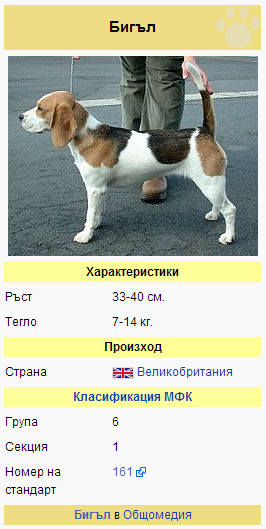 Бигъл
Характеристики
Ръст 33-40 см.
Тегло 7-14 кг.
Произход
Страна Великобритания
Класификация МФК
Група 6
Секция 1
Номер на 161
стандарт
Бигъл в Общомедия